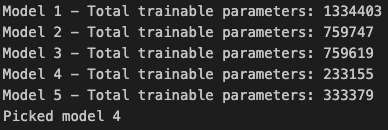 Model 1 – Total trainable parameters: 1334403
Model 2 – Total trainable parameters: 759747
Model 3 – Total trainable parameters: 759619
Model 4 – Total trainable parameters: 233155
Model 5 – Total trainable parameters: 333379
Picked model 4